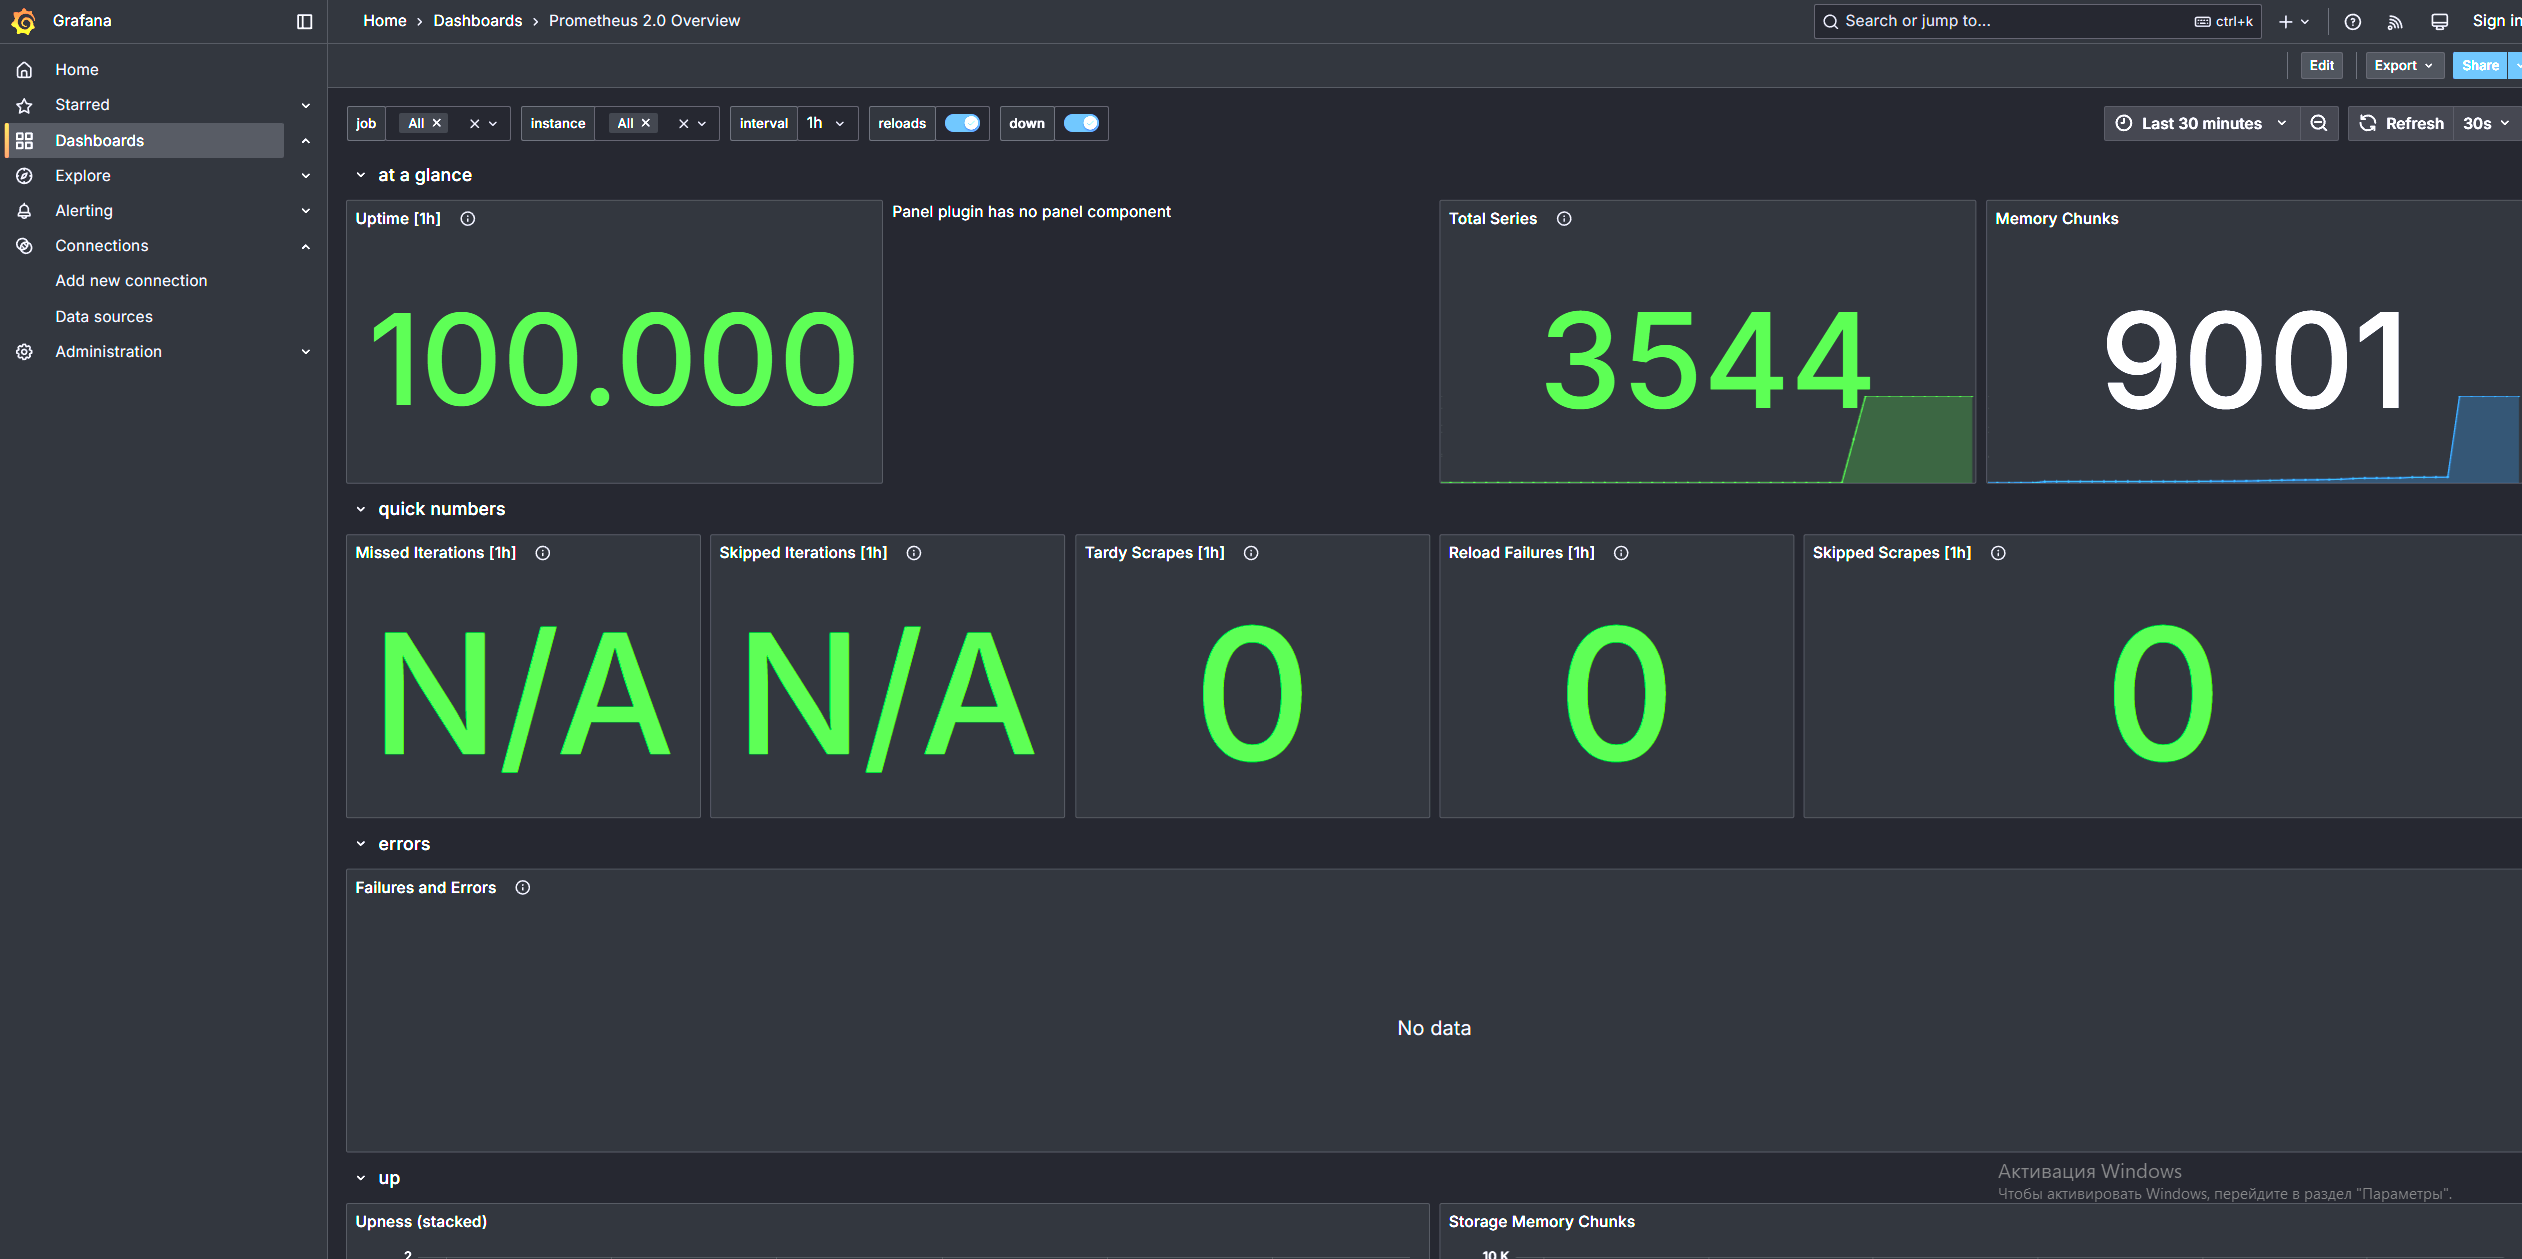 Grafana
Home › Dashboards › Prometheus 2.0 Overview
Search or jump to...
ctrl+k
Sign in
Home
Starred
Dashboards
Explore
Alerting
Connections
Add new connection
Data sources
Administration
Edit
Export
Share
job
All
instance
All
interval
1h
reloads
down
Last 30 minutes
Refresh
30s
at a glance
Uptime [1h]
100.000
Panel plugin has no panel component
Total Series
3544
Memory Chunks
9001
quick numbers
Missed Iterations [1h]
N/A
Skipped Iterations [1h]
N/A
Tardy Scrapes [1h]
0
Reload Failures [1h]
0
Skipped Scrapes [1h]
0
errors
Failures and Errors
No data
up
Upness (stacked)
2
Storage Memory Chunks
10 K
Активация Windows
Чтобы активировать Windows, перейдите в раздел "Параметры".